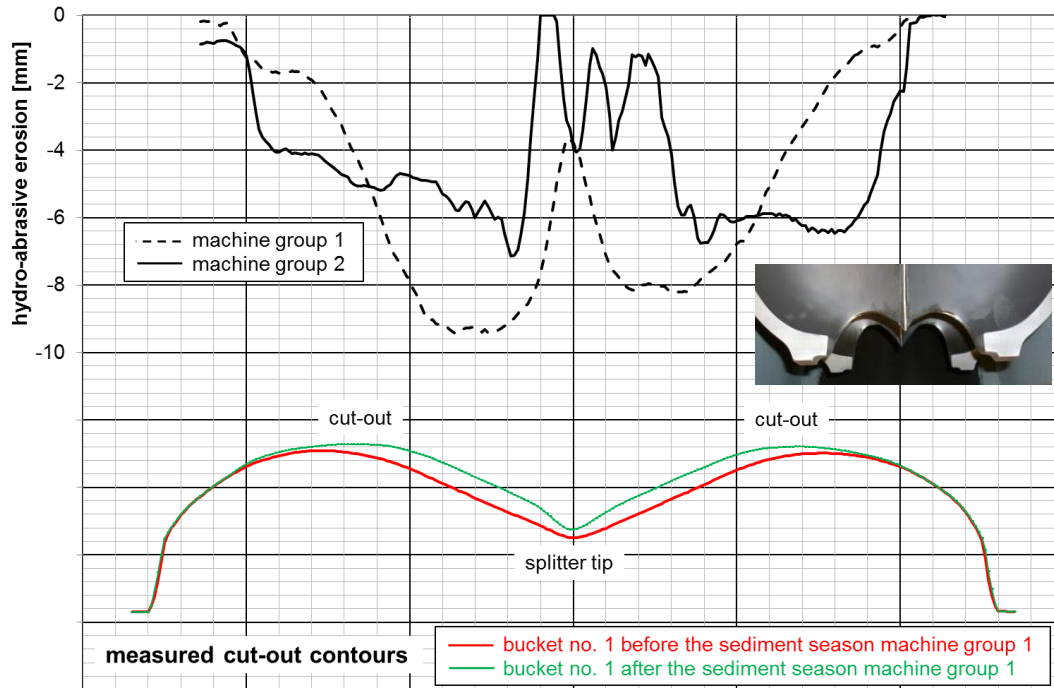 hydro-abrasive erosion [mm]
0
-2
-4
-6
-8
-10
machine group 1
machine group 2
cut-out
cut-out
splitter tip
measured cut-out contours
bucket no. 1 before the sediment season machine group 1
bucket no. 1 after the sediment season machine group 1